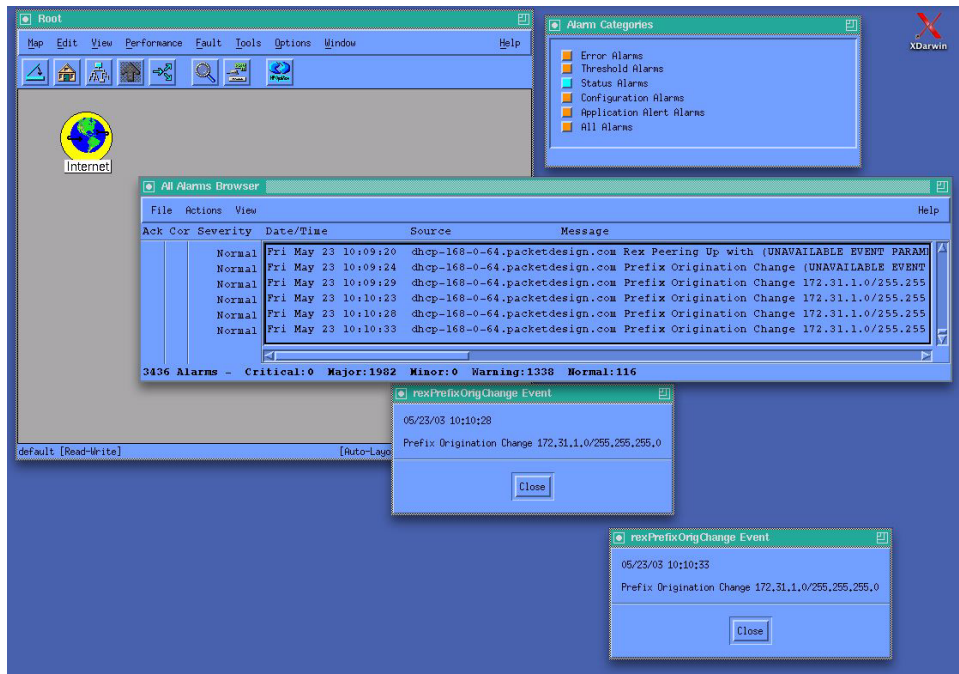 Root
Map Edit View Performance Fault Tools Options Window Help
Internet
default [Read-Write] [Auto-Layo
Alarm Categories
Error Alarms
Threshold Alarms
Status Alarms
Configuration Alarms
Application Alert Alarms
All Alarms
XDarwin
All Alarms Browser
File Actions View Help
Ack Cor Severity Date/Time Source Message
Normal Fri May 23 10:09:20 dhcp-168-0-64.packetdesign.com Rex Peering Up with (UNAVAILABLE EVENT PARAM
Normal Fri May 23 10:09:24 dhcp-168-0-64.packetdesign.com Prefix Origination Change (UNAVAILABLE EVENT
Normal Fri May 23 10:09:29 dhcp-168-0-64.packetdesign.com Prefix Origination Change 172.31.1.0/255.255
Normal Fri May 23 10:10:23 dhcp-168-0-64.packetdesign.com Prefix Origination Change 172.31.1.0/255.255
Normal Fri May 23 10:10:28 dhcp-168-0-64.packetdesign.com Prefix Origination Change 172.31.1.0/255.255
Normal Fri May 23 10:10:33 dhcp-168-0-64.packetdesign.com Prefix Origination Change 172.31.1.0/255.255
3436 Alarms - Critical:0 Major:1982 Minor:0 Warning:1338 Normal:116
rexPrefixOrigChange Event
05/23/03 10:10:28
Prefix Origination Change 172.31.1.0/255.255.255.0
Close
rexPrefixOrigChange Event
05/23/03 10:10:33
Prefix Origination Change 172.31.1.0/255.255.255.0
Close